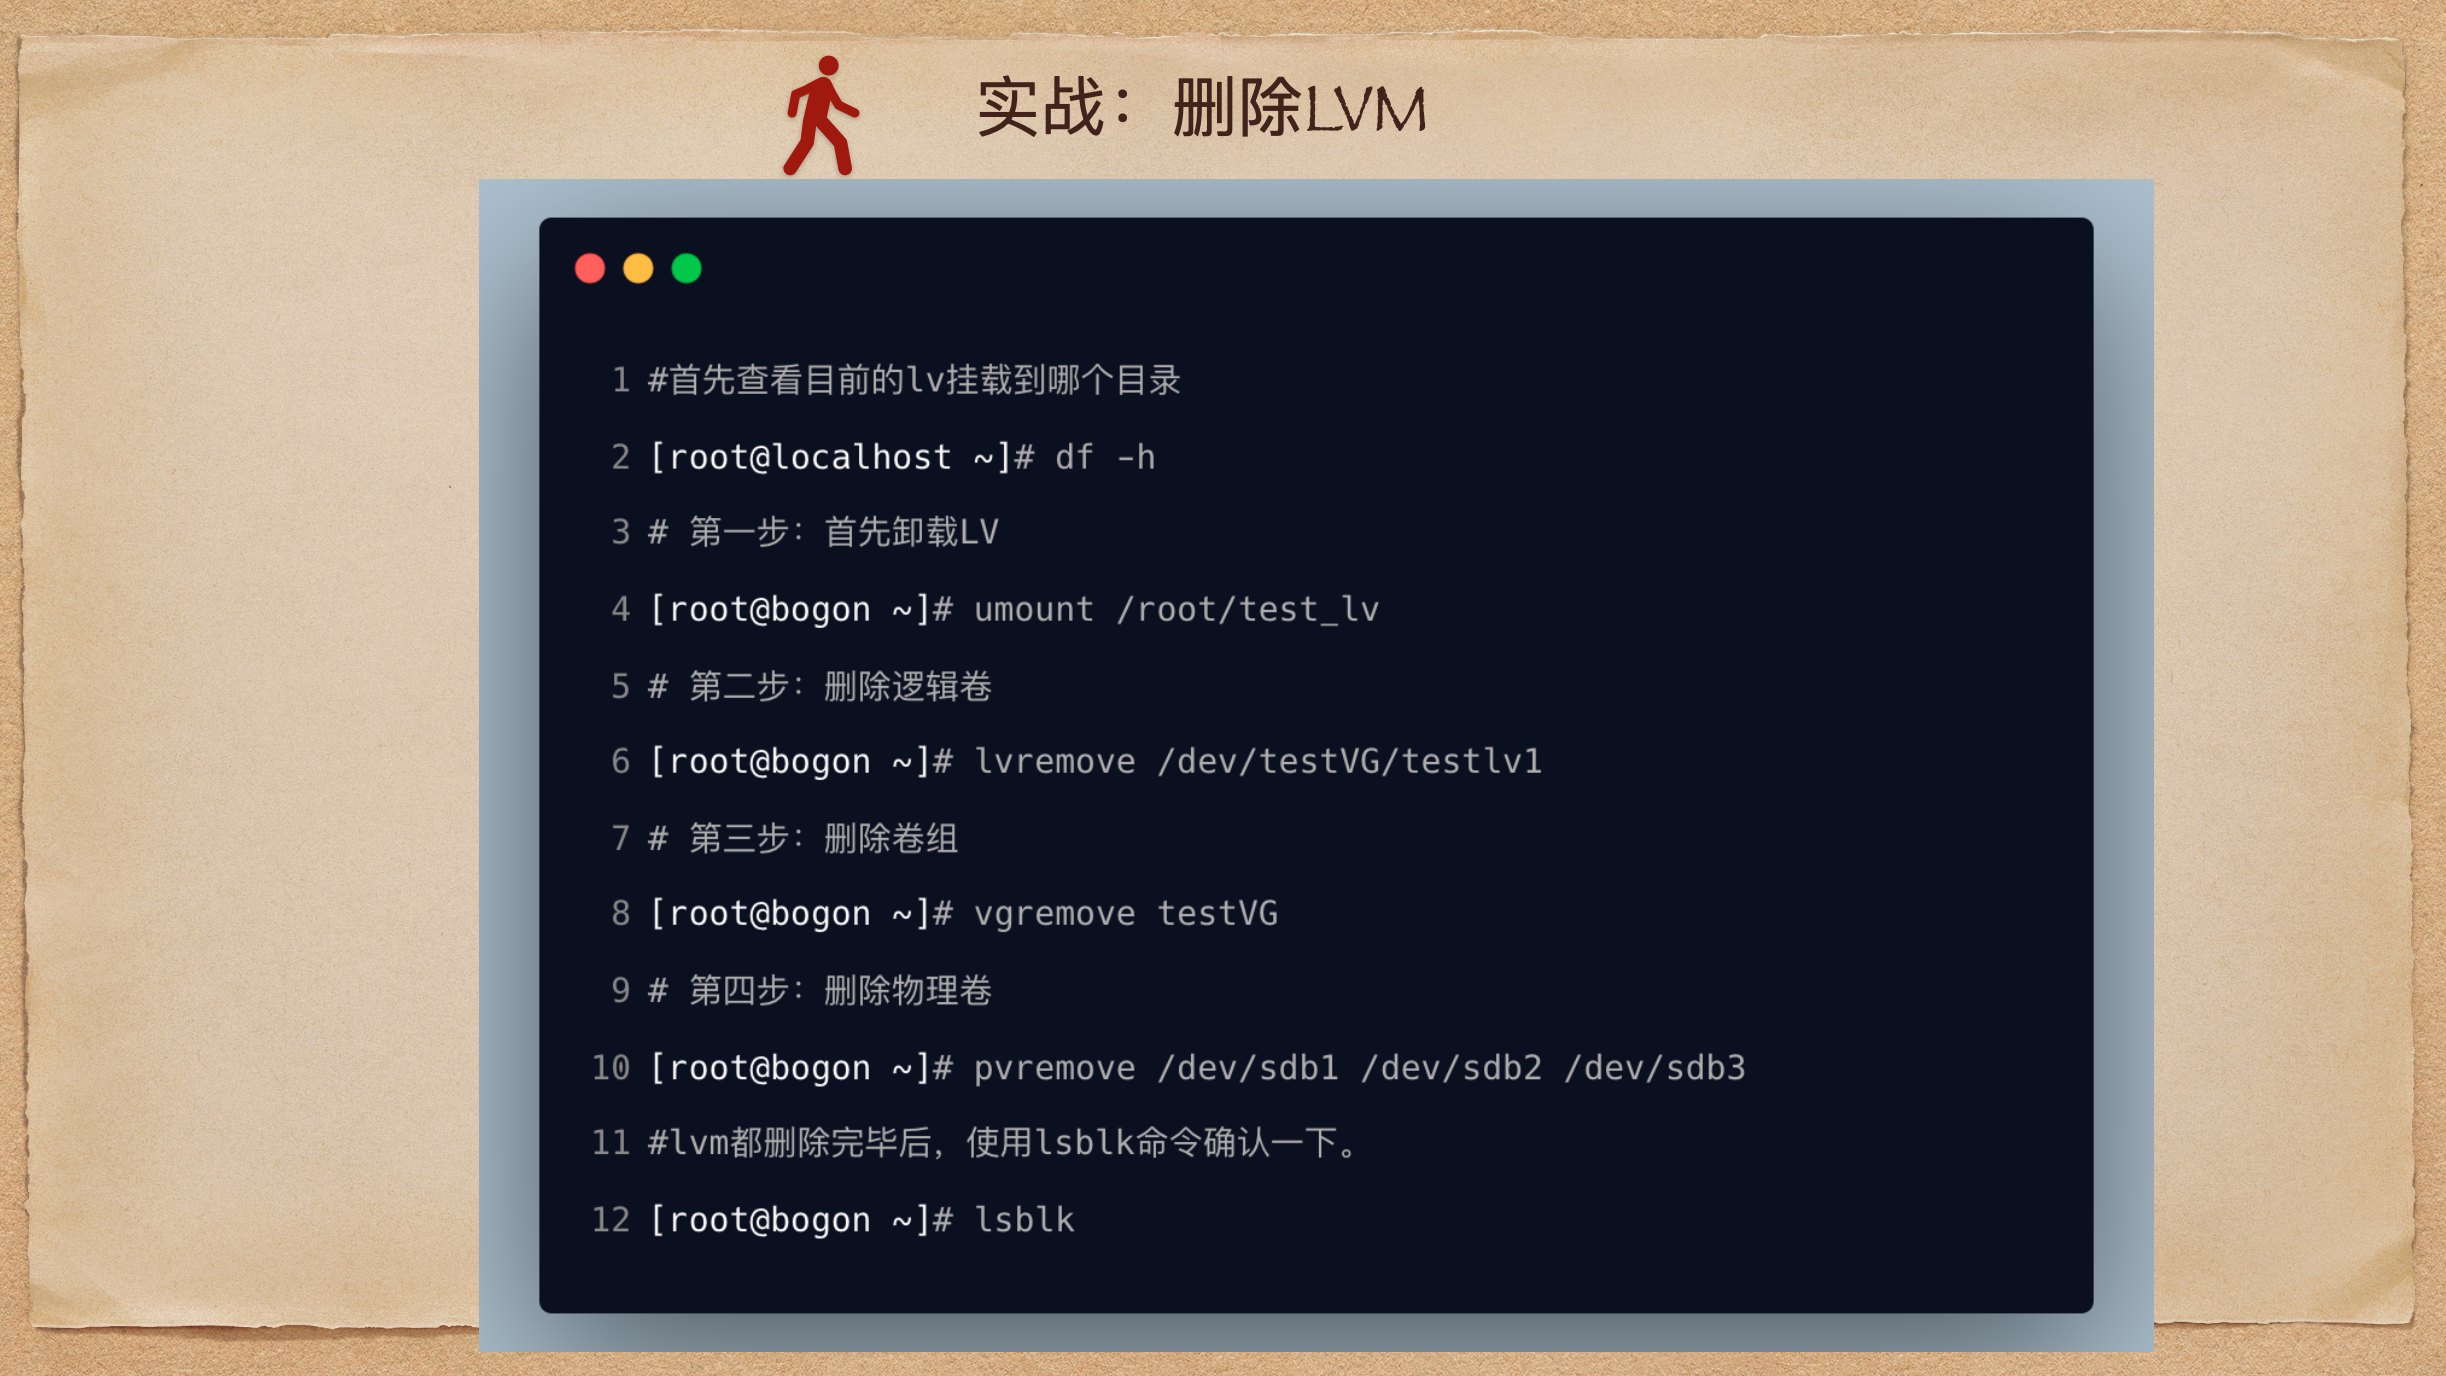 实战：删除LVM
1 #首先查看目前的lv挂载到哪个目录
2 [root@localhost ~]# df -h
3 # 第一步：首先卸载LV
4 [root@bogon ~]# umount /root/test_lv
5 # 第二步：删除逻辑卷
6 [root@bogon ~]# lvremove /dev/testVG/testlv1
7 # 第三步：删除卷组
8 [root@bogon ~]# vgremove testVG
9 # 第四步：删除物理卷
10 [root@bogon ~]# pvremove /dev/sdb1 /dev/sdb2 /dev/sdb3
11 #lvm都删除完毕后，使用lsblk命令确认一下。
12 [root@bogon ~]# lsblk